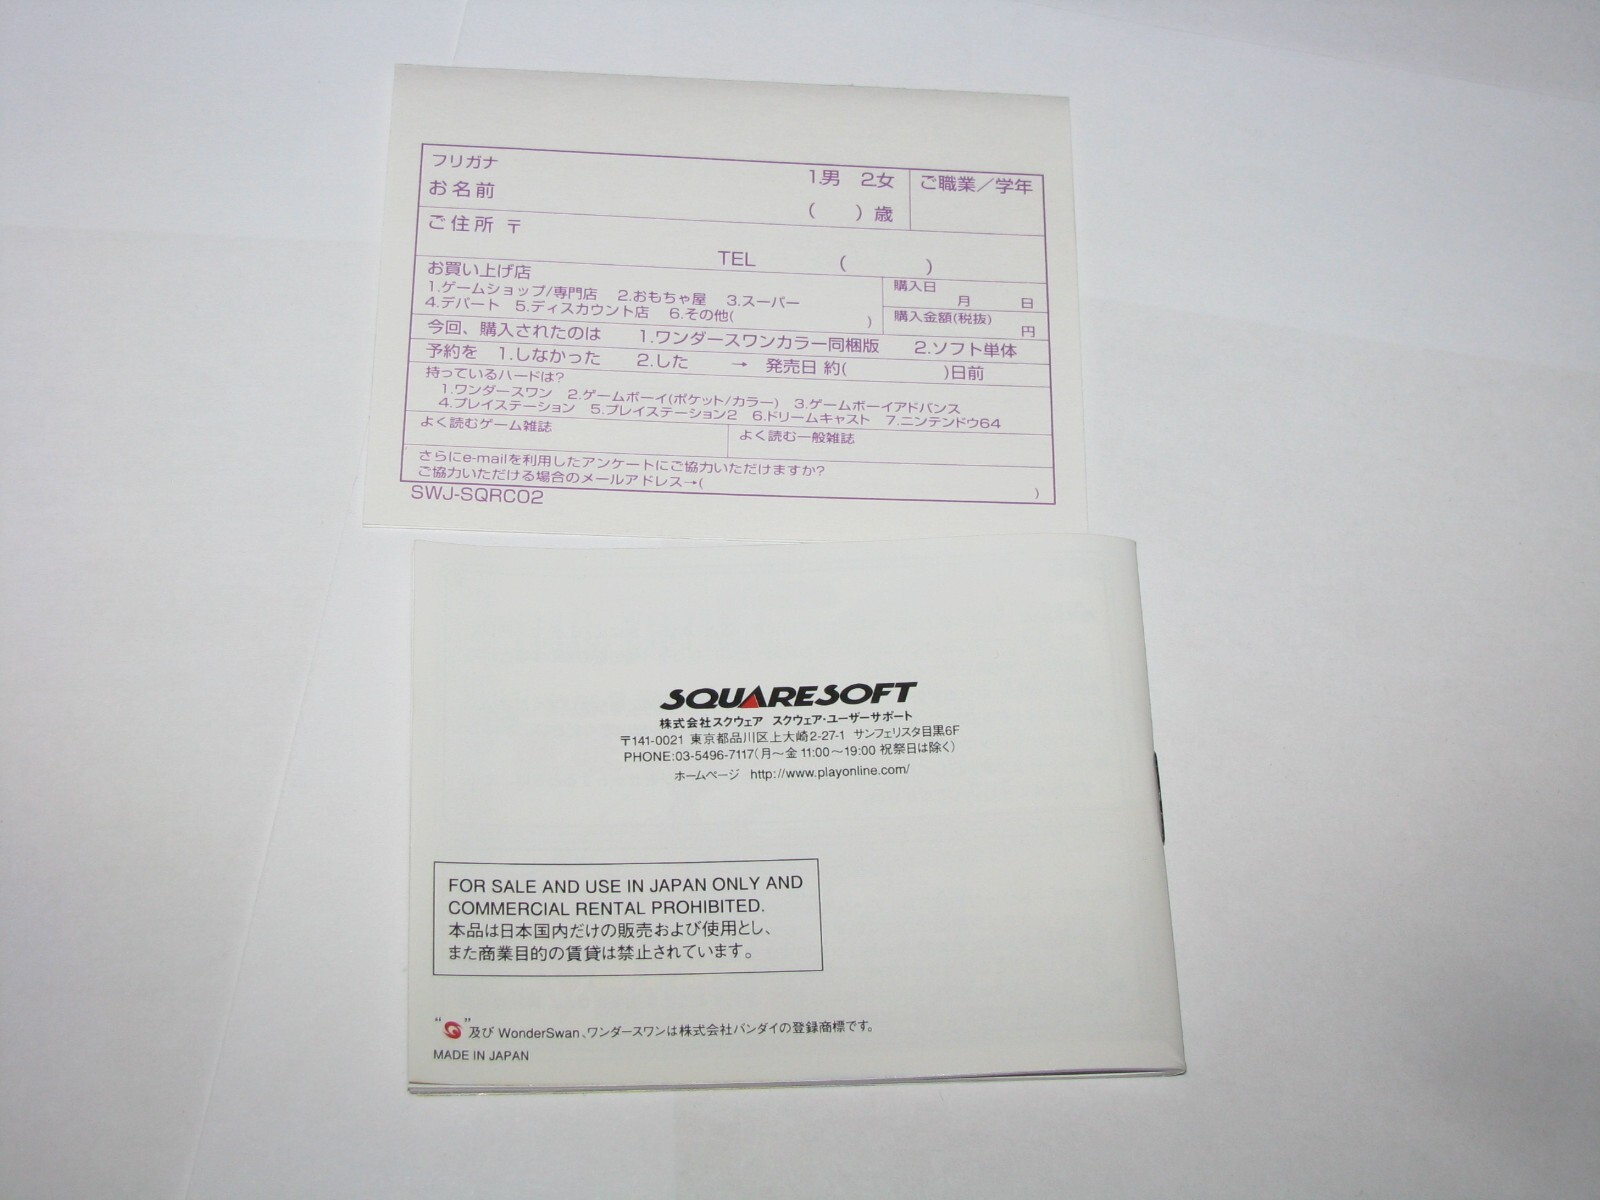 フリガナ
お名前
1.男 2.女
( )歳
ご職業／学年
ご住所 〒
TEL ( )
お買い上げ店
1.ゲームショップ/専門店 2.おもちゃ屋 3.スーパー
4.デパート 5.ディスカウント店 6.その他( )
購入日
月 日
購入金額(税抜)
円
今回、購入されたのは 1.ワンダースワンカラー同梱版 2.ソフト単体
予約を 1.しなかった 2.した → 発売日 約( )日前
持っているハードは?
1.ワンダースワン 2.ゲームボーイ(ポケット/カラー) 3.ゲームボーイアドバンス
4.プレイステーション 5.プレイステーション2 6.ドリームキャスト 7.ニンテンドウ64
よく読むゲーム雑誌
よく読む一般雑誌
さらにe-mailを利用したアンケートにご協力いただけますか?
ご協力いただける場合のメールアドレス→( )
SWJ-SQRC02
SQUARESOFT
株式会社スクウェア スクウェア・ユーザーサポート
〒141-0021 東京都品川区上大崎2-27-1 サンフェリスタ目黒6F
PHONE:03-5496-7117(月～金 11:00～19:00 祝祭日は除く)
ホームページ http://www.playonline.com/
FOR SALE AND USE IN JAPAN ONLY AND
COMMERCIAL RENTAL PROHIBITED.
本品は日本国内だけの販売および使用とし、
また商業目的の賃貸は禁止されています。
“ ”及び WonderSwan、ワンダースワンは株式会社バンダイの登録商標です。
MADE IN JAPAN